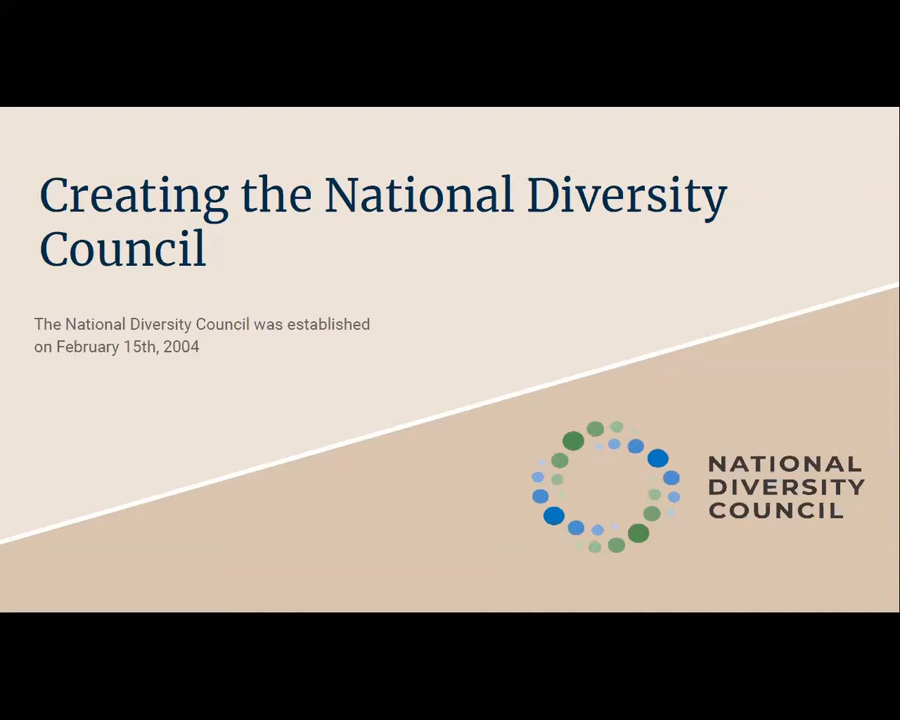 Creating the National Diversity
Council
The National Diversity Council was established
on February 15th, 2004
NATIONAL
DIVERSITY
COUNCIL